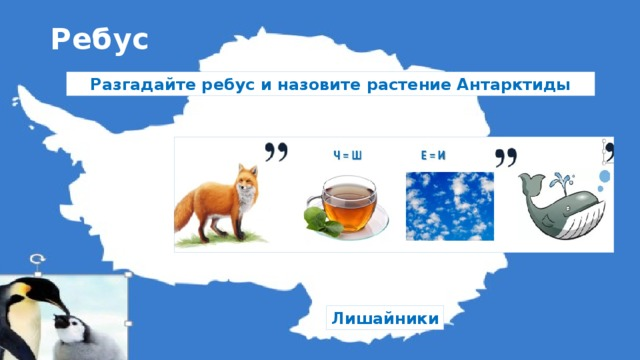 Ребус
Разгадайте ребус и назовите растение Антарктиды
,, Ч = Ш Е = И ,, ,
Лишайники